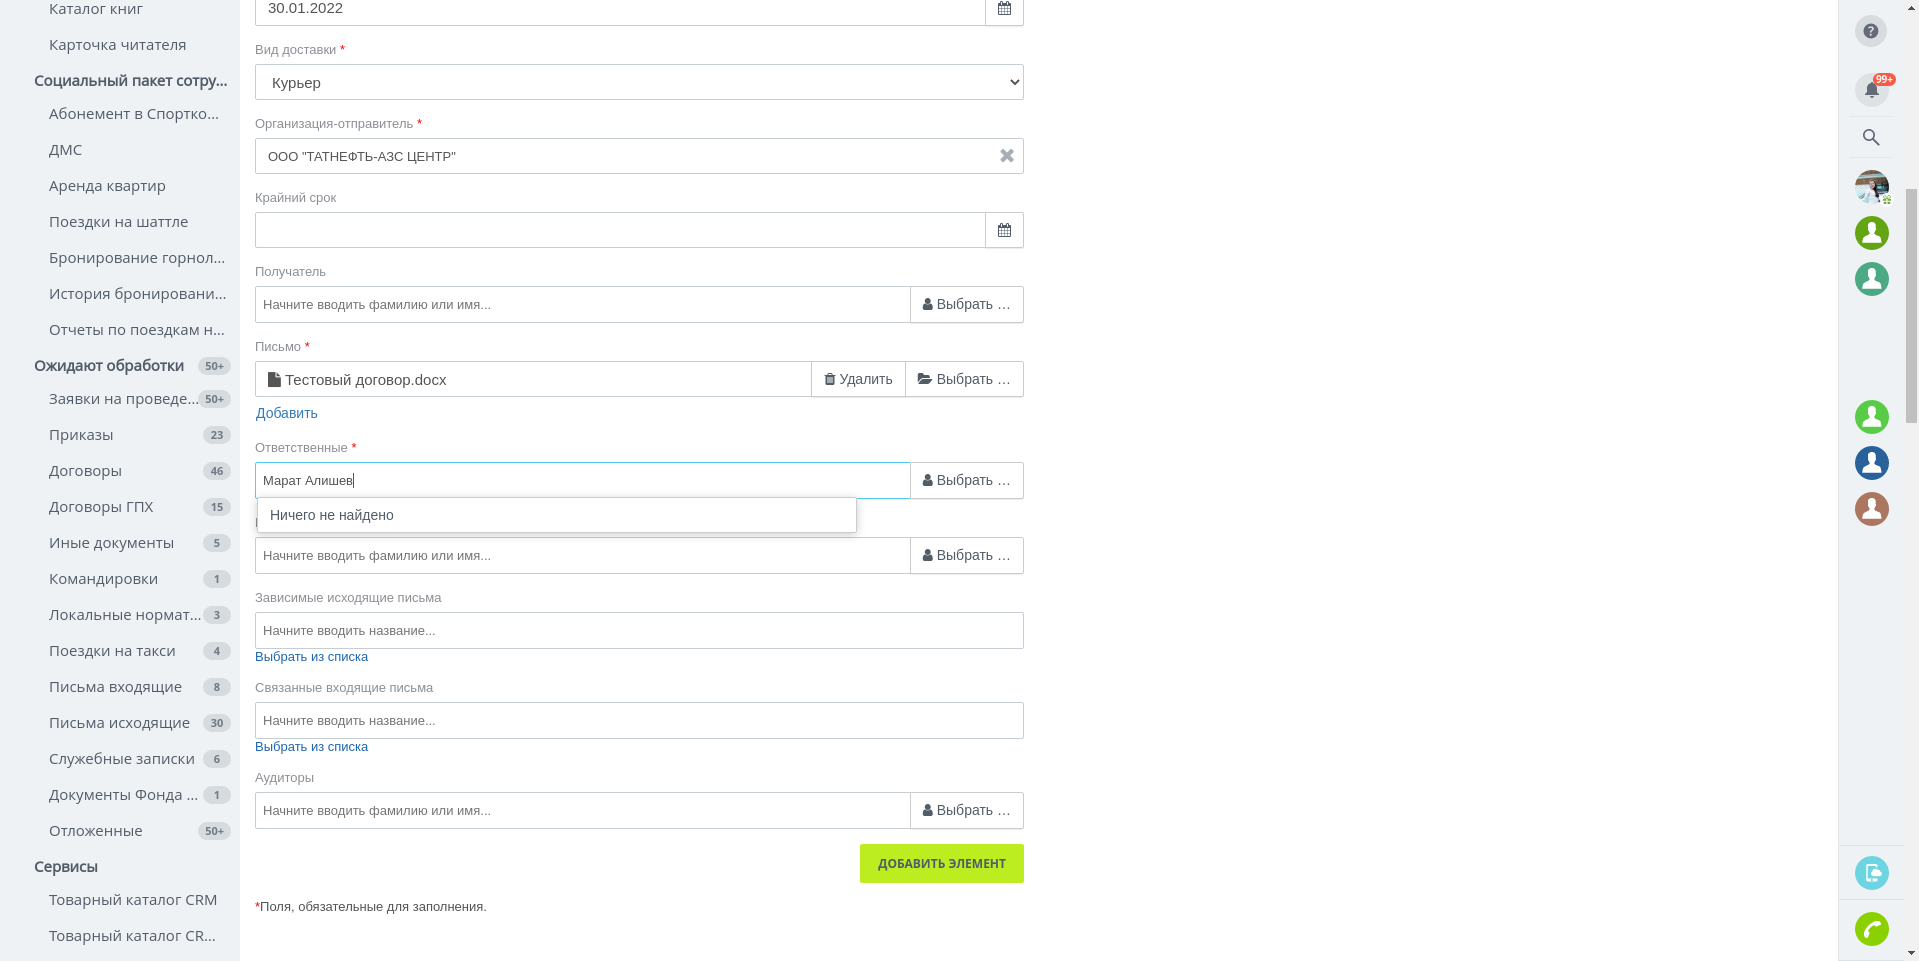 Каталог книг
Карточка читателя
Социальный пакет сотру...
Абонемент в Спортко...
ДМС
Аренда квартир
Поездки на шаттле
Бронирование горнол...
История бронировани...
Отчеты по поездкам н...
Ожидают обработки 50+
Заявки на проведе... 50+
Приказы 23
Договоры 46
Договоры ГПХ 15
Иные документы 5
Командировки 1
Локальные нормат... 3
Поездки на такси 4
Письма входящие 8
Письма исходящие 30
Служебные записки 6
Документы Фонда ... 1
Отложенные 50+
Сервисы
Товарный каталог CRM
Товарный каталог CR...
30.01.2022
Вид доставки *
Курьер
Организация-отправитель *
ООО "ТАТНЕФТЬ-АЗС ЦЕНТР"
Крайний срок
Получатель
Начните вводить фамилию или имя... Выбрать ...
Письмо *
Тестовый договор.docx Удалить Выбрать ...
Добавить
Ответственные *
Марат Алишев Выбрать ...
Ничего не найдено
Начните вводить фамилию или имя... Выбрать ...
Зависимые исходящие письма
Начните вводить название...
Выбрать из списка
Связанные входящие письма
Начните вводить название...
Выбрать из списка
Аудиторы
Начните вводить фамилию или имя... Выбрать ...
ДОБАВИТЬ ЭЛЕМЕНТ
*Поля, обязательные для заполнения.
?
99+